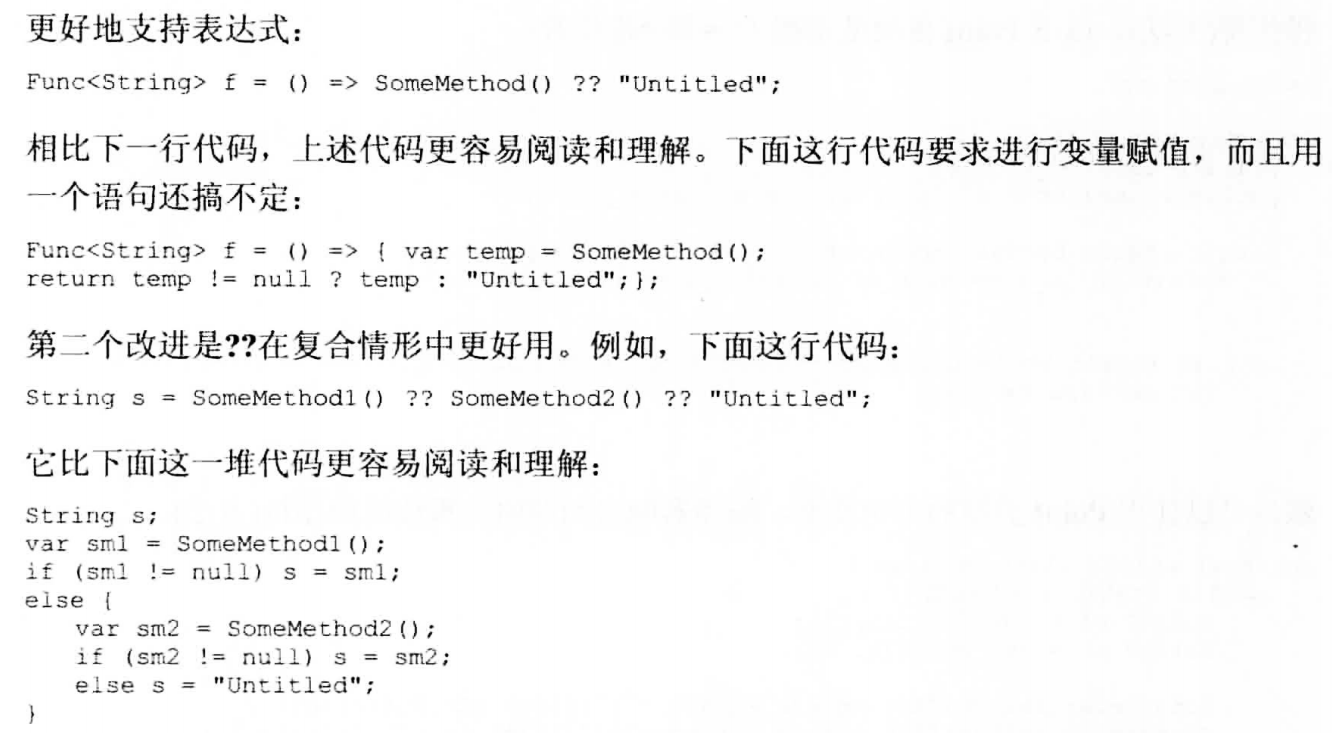 更好地支持表达式：
Func<String> f = () => SomeMethod() ?? "Untitled";
相比下一行代码，上述代码更容易阅读和理解。下面这行代码要求进行变量赋值，而且用
一个语句还搞不定：
Func<String> f = () => { var temp = SomeMethod();
return temp != null ? temp : "Untitled";};
第二个改进是??在复合情形中更好用。例如，下面这行代码：
String s = SomeMethod1() ?? SomeMethod2() ?? "Untitled";
它比下面这一堆代码更容易阅读和理解：
String s;
var sm1 = SomeMethod1();
if (sm1 != null) s = sm1;
else {
   var sm2 = SomeMethod2();
   if (sm2 != null) s = sm2;
   else s = "Untitled";
}